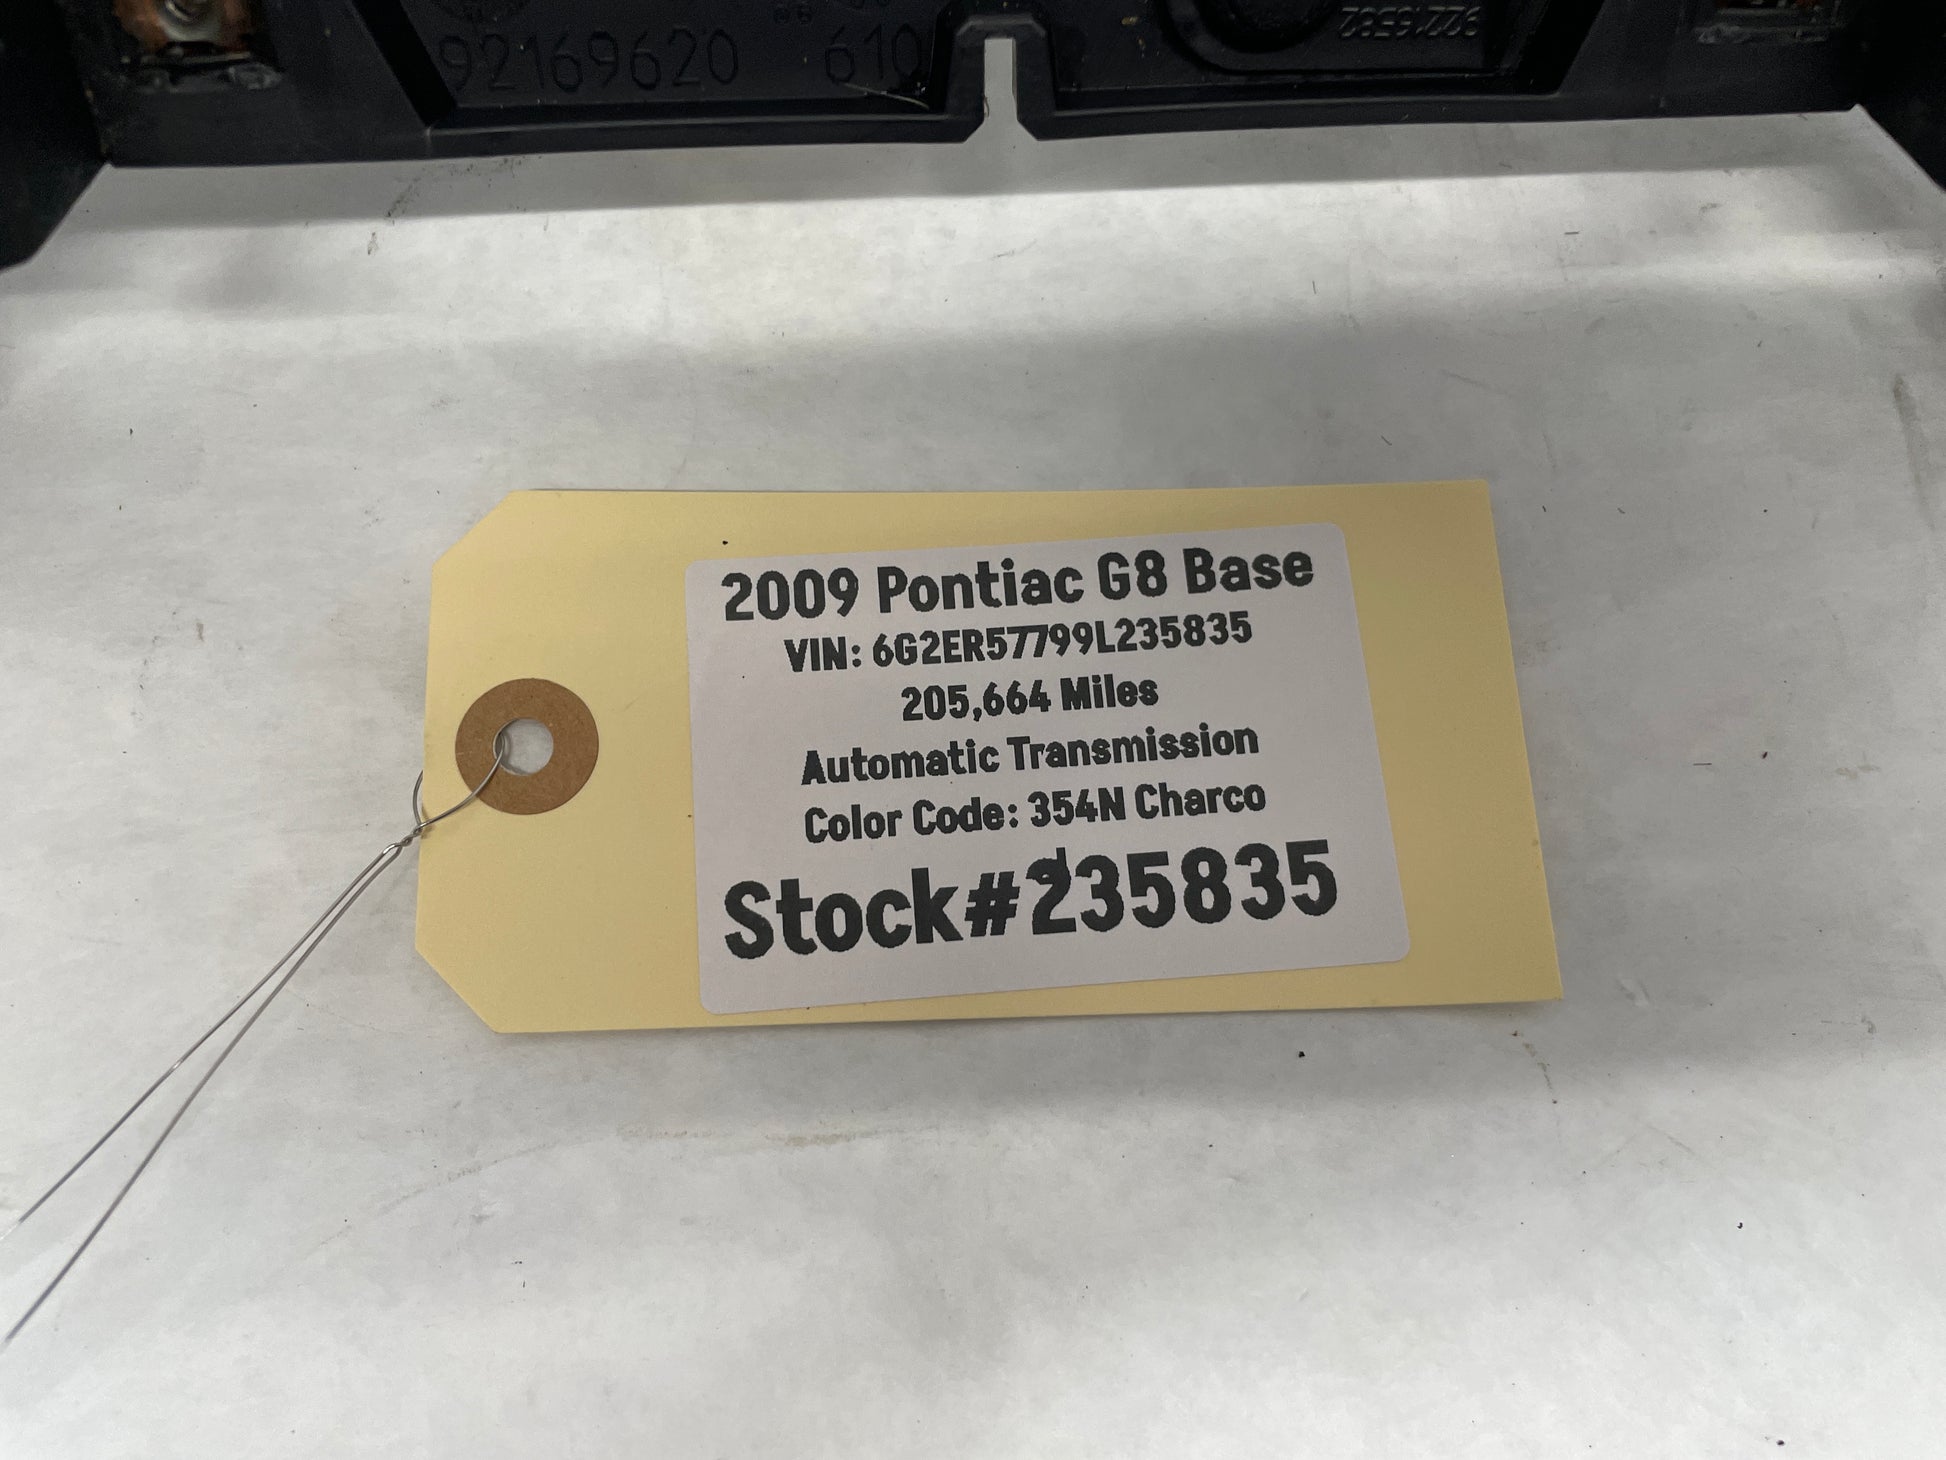 92169620 610
92216582
2009 Pontiac G8 Base
VIN: 6G2ER57799L235835
205,664 Miles
Automatic Transmission
Color Code: 354N Charco
Stock#235835